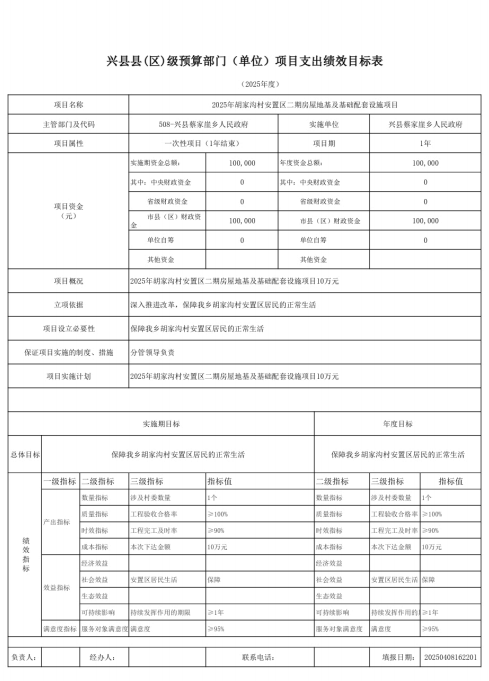 兴县县(区)级预算部门（单位）项目支出绩效目标表
（2025年度）
项目名称 2025年胡家沟村安置区二期房屋地基及基础配套设施项目
主管部门及代码 508-兴县蔡家崖乡人民政府 实施单位 兴县蔡家崖乡人民政府
项目属性 一次性项目（1年结束） 项目期 1年
项目资金（元） 实施期资金总额： 100,000 年度资金总额： 100,000
其中：中央财政资金 0 其中：中央财政资金 0
省级财政资金 0 省级财政资金 0
市县（区）财政资金 100,000 市县（区）财政资金 100,000
单位自筹 0 单位自筹 0
其他资金 其他资金
项目概况 2025年胡家沟村安置区二期房屋地基及基础配套设施项目10万元
立项依据 深入推进改革，保障我乡胡家沟村安置区居民的正常生活
项目设立必要性 保障我乡胡家沟村安置区居民的正常生活
保证项目实施的制度、措施 分管领导负责
项目实施计划 2025年胡家沟村安置区二期房屋地基及基础配套设施项目10万元
实施期目标 年度目标
总体目标 保障我乡胡家沟村安置区居民的正常生活 保障我乡胡家沟村安置区居民的正常生活
绩效指标 一级指标 二级指标 三级指标 指标值 二级指标 三级指标 指标值
产出指标 数量指标 涉及村委数量 1个 数量指标 涉及村委数量 1个
质量指标 工程验收合格率 ≥100% 质量指标 工程验收合格率 ≥100%
时效指标 工程完工及时率 ≥90% 时效指标 工程完工及时率 ≥90%
成本指标 本次下达金额 10万元 成本指标 本次下达金额 10万元
效益指标 经济效益 经济效益
社会效益 安置区居民生活 保障 社会效益 安置区居民生活 保障
生态效益 生态效益
可持续影响 持续发挥作用的期限 ≥1年 可持续影响 持续发挥作用的 ≥1年
满意度指标 服务对象满意度 满意度 ≥95% 服务对象满意度 满意度 ≥95%
负责人： 经办人： 联系电话： 填报日期： 20250408162201